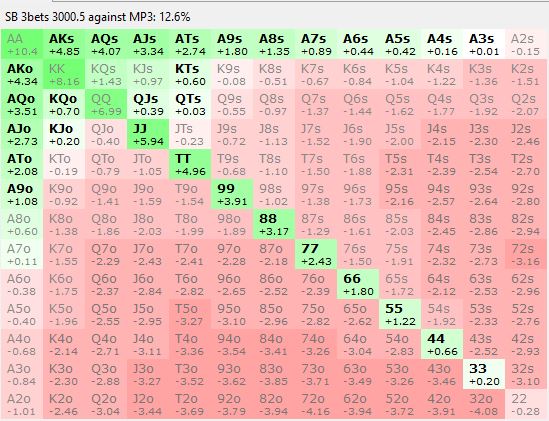 SB 3bets 3000.5 against MP3: 12.6%
AA AKs AQs AJs ATs A9s A8s A7s A6s A5s A4s A3s A2s
+10.4 +4.85 +4.07 +3.34 +2.74 +1.80 +1.35 +0.89 +0.44 +0.42 +0.16 +0.01 -0.15
AKo KK KQs KJs KTs K9s K8s K7s K6s K5s K4s K3s K2s
+4.34 +8.16 +1.43 +0.97 +0.60 -0.08 -0.51 -0.67 -0.84 -1.04 -1.22 -1.36 -1.51
AQo KQo QQ QJs QTs Q9s Q8s Q7s Q6s Q5s Q4s Q3s Q2s
+3.51 +0.70 +6.99 +0.39 +0.03 -0.55 -0.97 -1.37 -1.44 -1.62 -1.77 -1.92 -2.07
AJo KJo QJo JJ JTs J9s J8s J7s J6s J5s J4s J3s J2s
+2.73 +0.20 -0.40 +5.94 -0.23 -0.72 -1.13 -1.52 -1.90 -2.00 -2.15 -2.30 -2.46
ATo KTo QTo JTo TT T9s T8s T7s T6s T5s T4s T3s T2s
+2.08 -0.19 -0.79 -1.05 +4.96 -0.68 -1.10 -1.50 -1.88 -2.31 -2.39 -2.54 -2.70
A9o K9o Q9o J9o T9o 99 98s 97s 96s 95s 94s 93s 92s
+1.08 -0.92 -1.41 -1.59 -1.54 +3.91 -1.02 -1.38 -1.73 -2.16 -2.57 -2.64 -2.80
A8o K8o Q8o J8o T8o 98o 88 87s 86s 85s 84s 83s 82s
+0.60 -1.38 -1.86 -2.03 -1.99 -1.89 +3.17 -1.29 -1.61 -2.03 -2.45 -2.86 -2.94
A7o K7o Q7o J7o T7o 97o 87o 77 76s 75s 74s 73s 72s
+0.11 -1.55 -2.29 -2.43 -2.41 -2.28 -2.18 +2.43 -1.50 -1.91 -2.32 -2.73 -3.16
A6o K6o Q6o J6o T6o 96o 86o 76o 66 65s 64s 63s 62s
-0.38 -1.75 -2.37 -2.84 -2.82 -2.65 -2.52 -2.39 +1.80 -1.72 -2.12 -2.53 -2.96
A5o K5o Q5o J5o T5o 95o 85o 75o 65o 55 54s 53s 52s
-0.40 -1.96 -2.55 -2.95 -3.27 -3.10 -2.96 -2.82 -2.62 +1.22 -1.92 -2.33 -2.76
A4o K4o Q4o J4o T4o 94o 84o 74o 64o 54o 44 43s 42s
-0.68 -2.14 -2.71 -3.11 -3.36 -3.54 -3.41 -3.26 -3.04 -2.83 +0.66 -2.52 -2.93
A3o K3o Q3o J3o T3o 93o 83o 73o 63o 53o 43o 33 32s
-0.84 -2.30 -2.88 -3.27 -3.52 -3.62 -3.85 -3.71 -3.49 -3.26 -3.46 +0.20 -3.10
A2o K2o Q2o J2o T2o 92o 82o 72o 62o 52o 42o 32o 22
-1.01 -2.46 -3.04 -3.44 -3.69 -3.79 -3.94 -4.16 -3.94 -3.72 -3.91 -4.08 -0.28